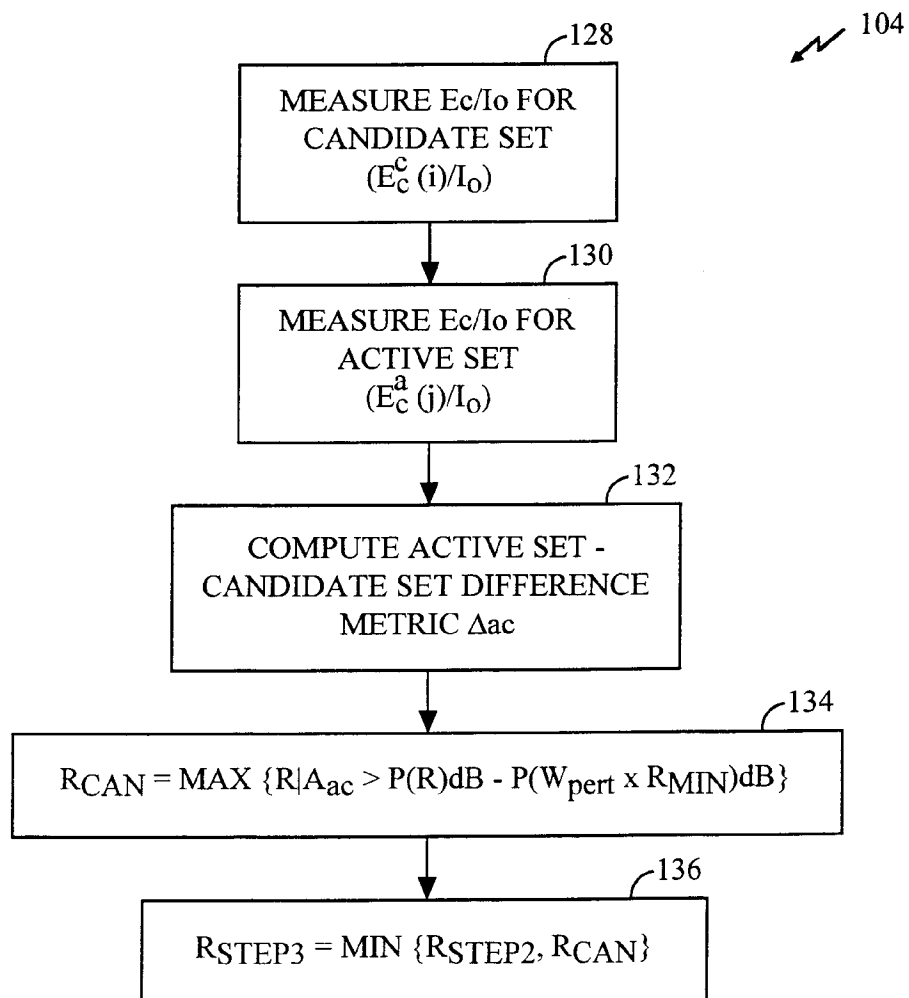 104
128
MEASURE Ec/Io FOR
CANDIDATE SET
(E_c^c (i)/I_o)
130
MEASURE Ec/Io FOR
ACTIVE SET
(E_c^a (j)/I_o)
132
COMPUTE ACTIVE SET -
CANDIDATE SET DIFFERENCE
METRIC Δac
134
R_CAN = MAX {R|A_ac > P(R)dB - P(W_pert x R_MIN)dB}
136
R_STEP3 = MIN {R_STEP2, R_CAN}